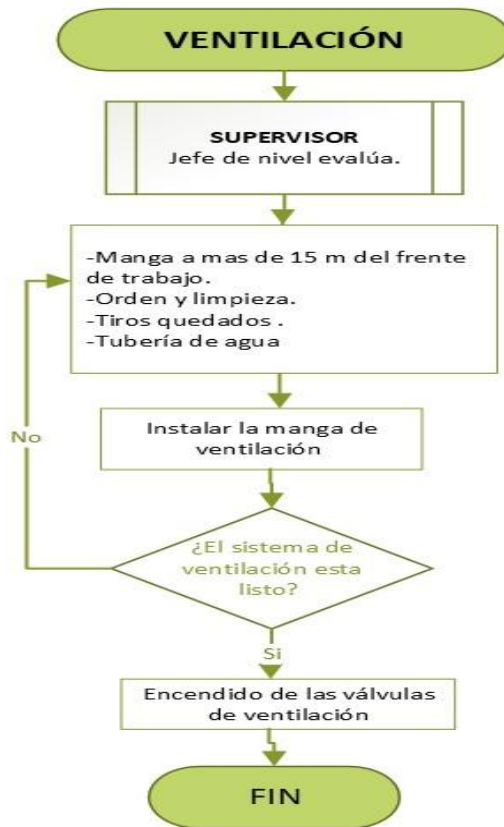 VENTILACIÓN
SUPERVISOR
Jefe de nivel evalúa.
-Manga a mas de 15 m del frente
de trabajo.
-Orden y limpieza.
-Tiros quedados .
-Tubería de agua
No
Instalar la manga de
ventilación
¿El sistema de
ventilación esta
listo?
Si
Encendido de las válvulas
de ventilación
FIN